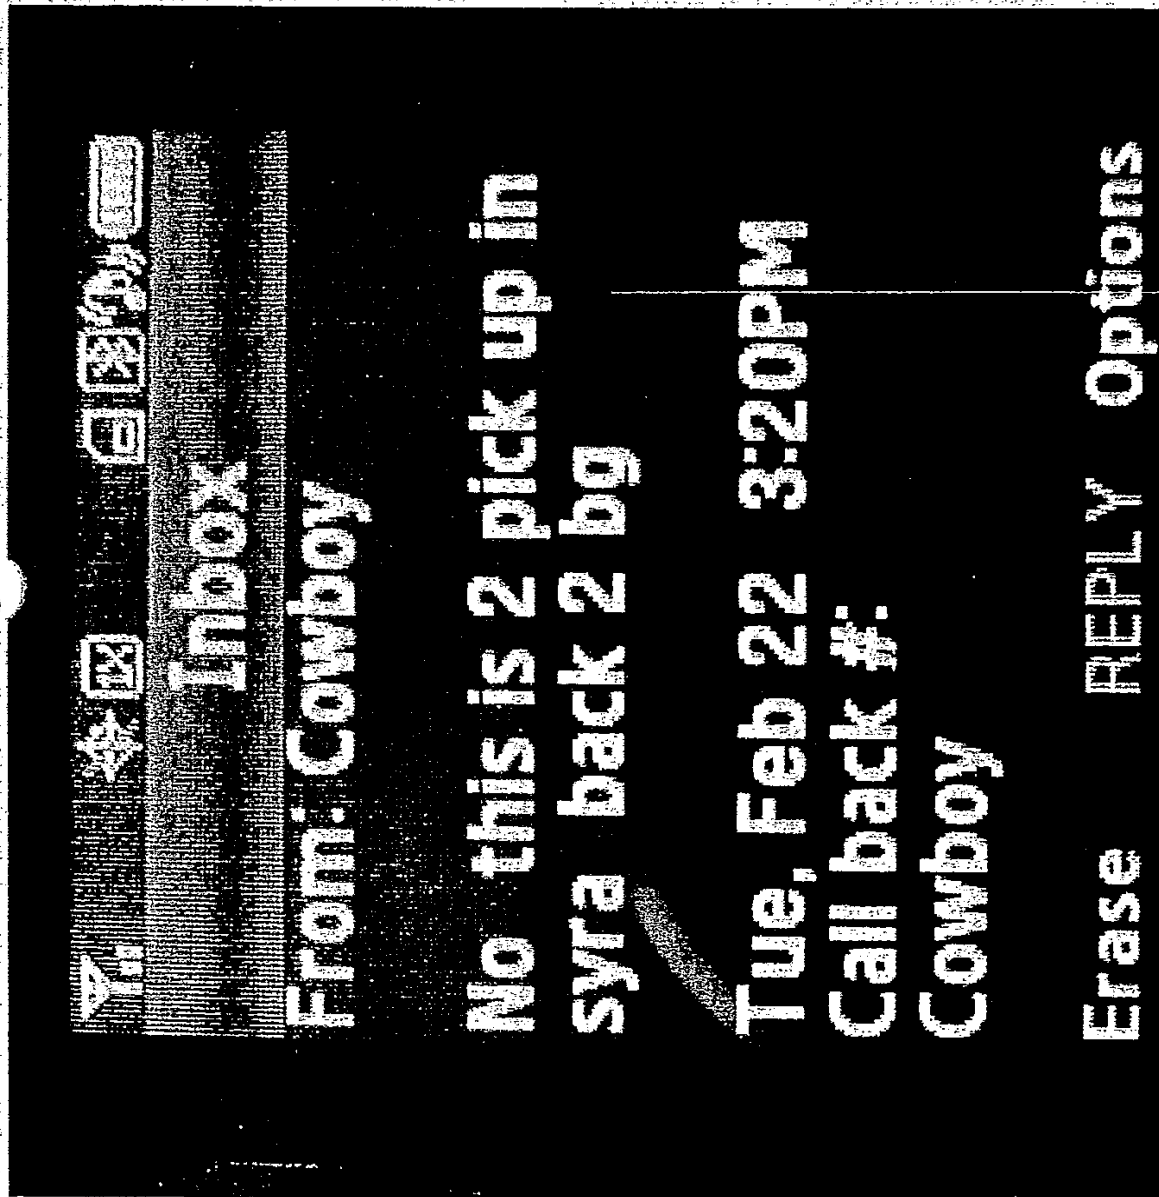 Inbox
From: Cowboy
No this is 2 pick up in
syra back 2 bg
Tue, Feb 22 3:20PM
Call back #:
Cowboy
Erase REPLY Options